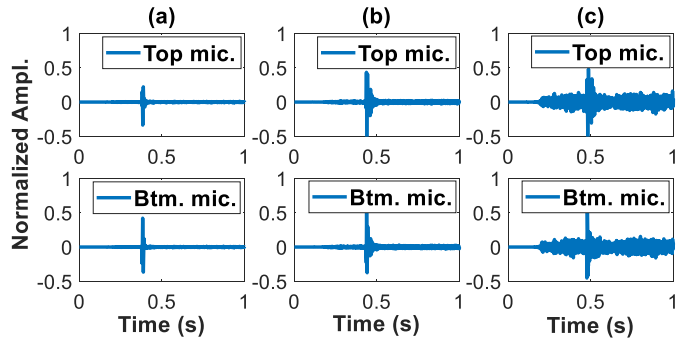 (a) (b) (c)
Normalized Ampl.
1 1 1
Top mic. Top mic. Top mic.
0.5 0.5 0.5
0 0 0
-0.5 -0.5 -0.5
0 0.5 1 0 0.5 1 0 0.5 1
1 1 1
Btm. mic. Btm. mic. Btm. mic.
0.5 0.5 0.5
0 0 0
-0.5 -0.5 -0.5
0 0.5 1 0 0.5 1 0 0.5 1
Time (s) Time (s) Time (s)